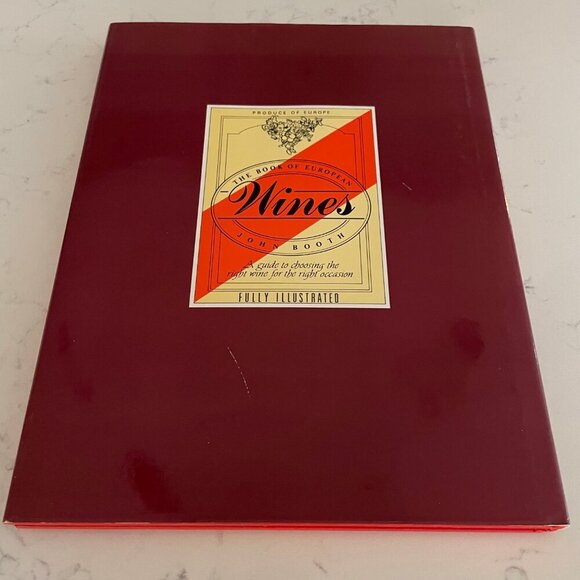 PRODUCE OF EUROPE
THE BOOK OF EUROPEAN
Wines
JOHN BOOTH
A guide to choosing the
right wine for the right occasion
FULLY ILLUSTRATED